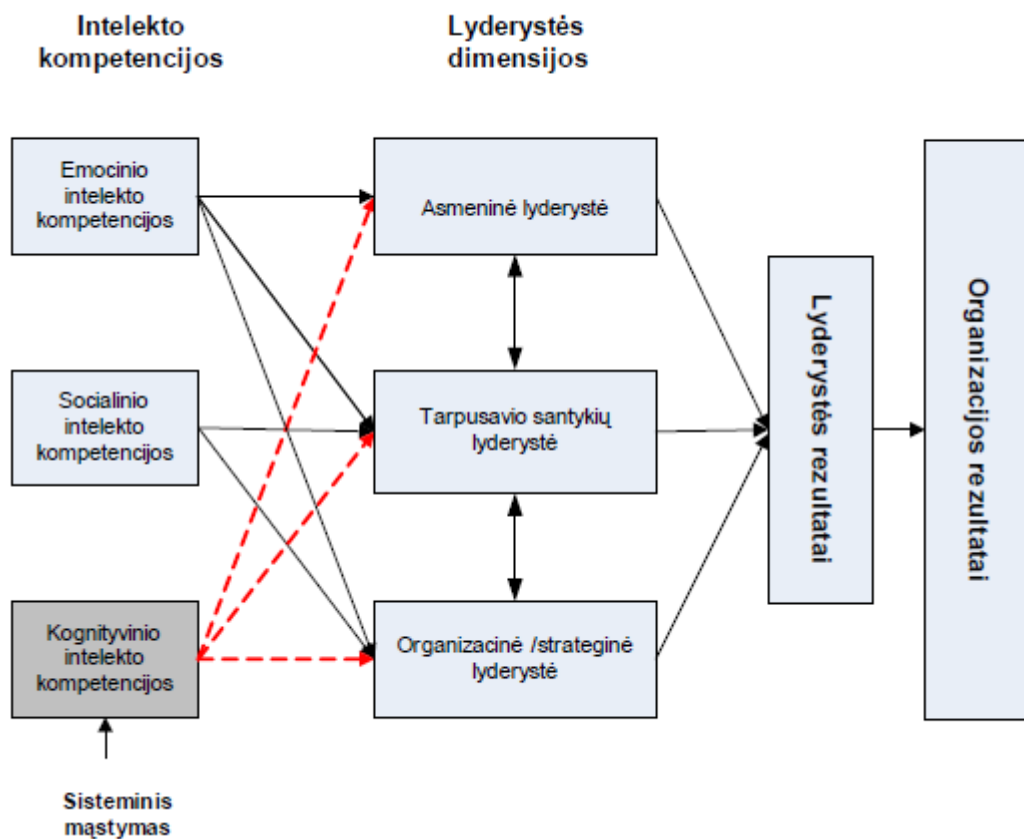 Intelekto
kompetencijos
Lyderystės
dimensijos
Emocinio
intelekto
kompetencijos
Asmeninė lyderystė
Socialinio
intelekto
kompetencijos
Tarpusavio santykių
lyderystė
Kognityvinio
intelekto
kompetencijos
Organizacinė /strateginė
lyderystė
Lyderystės rezultatai
Organizacijos rezultatai
Sisteminis
mąstymas